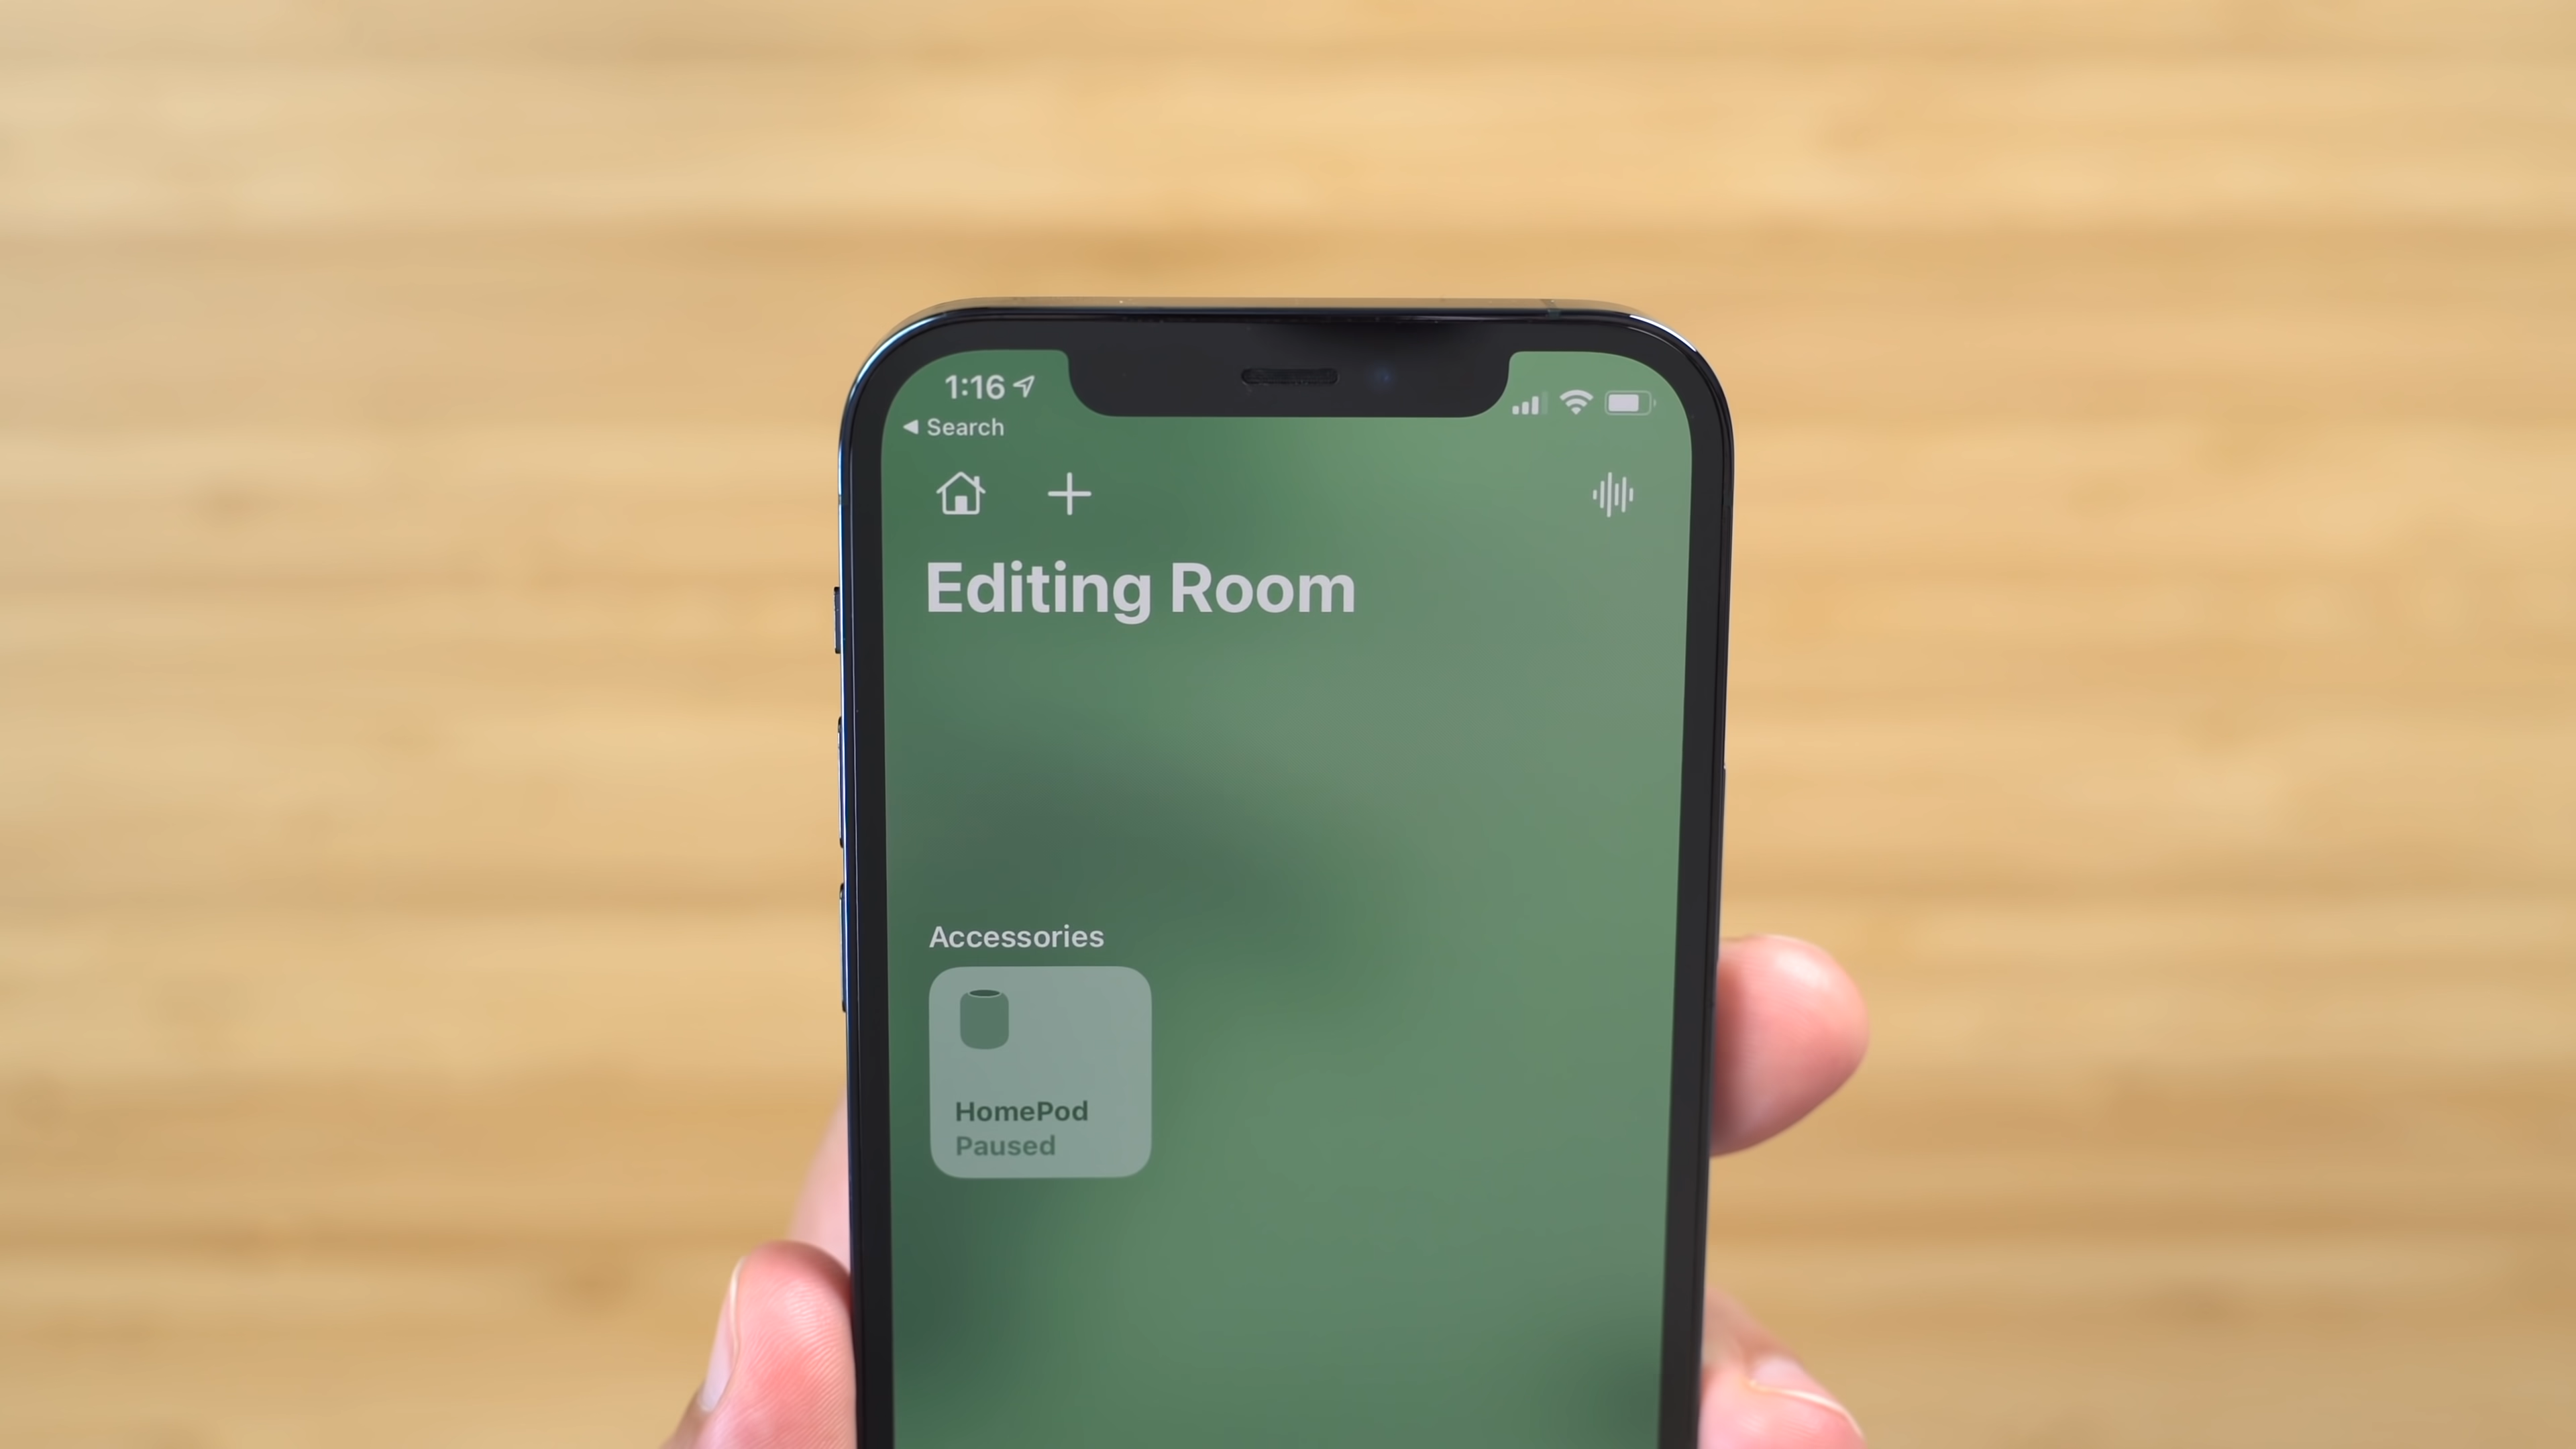 1:16
◀ Search
Editing Room
Accessories
HomePod
Paused